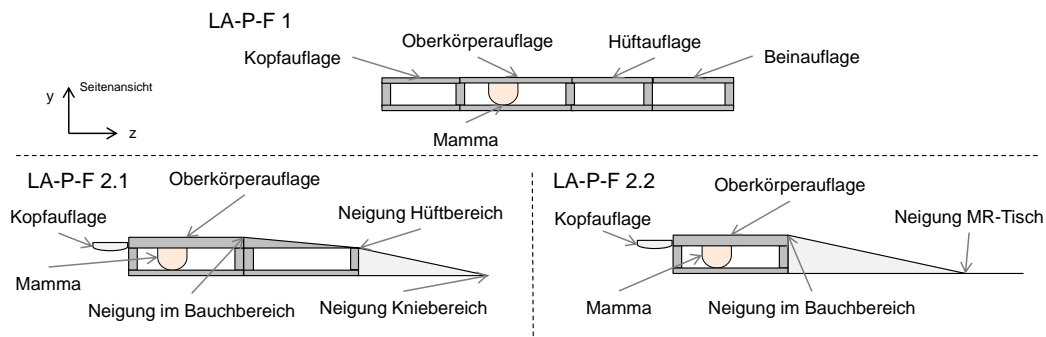 LA-P-F 1
Oberkörperauflage
Hüftauflage
Kopfauflage
Beinauflage
Seitenansicht
y
z
Mamma
LA-P-F 2.1
Oberkörperauflage
Kopfauflage
Neigung Hüftbereich
Mamma
Neigung im Bauchbereich
Neigung Kniebereich
LA-P-F 2.2
Oberkörperauflage
Kopfauflage
Neigung MR-Tisch
Mamma
Neigung im Bauchbereich